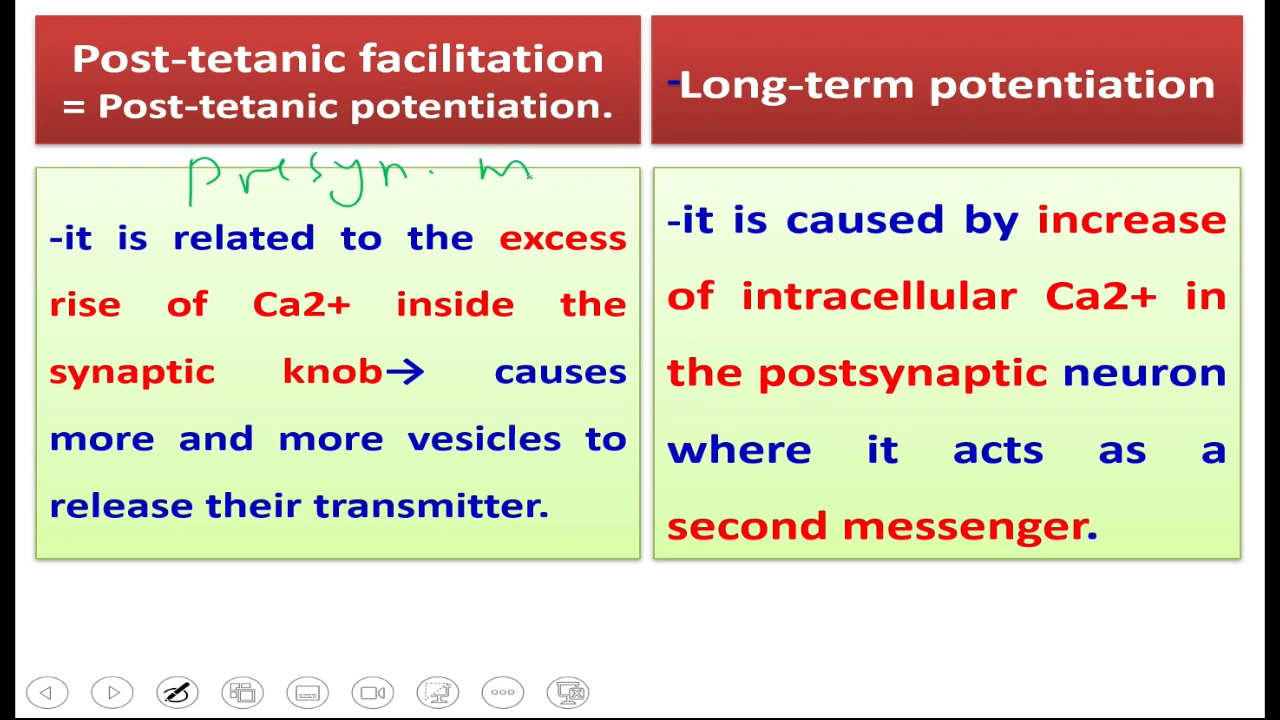 Post-tetanic facilitation
= Post-tetanic potentiation.
presyn. m
-it is related to the excess
rise of Ca2+ inside the
synaptic knob→ causes
more and more vesicles to
release their transmitter.
-Long-term potentiation
-it is caused by increase
of intracellular Ca2+ in
the postsynaptic neuron
where it acts as a
second messenger.